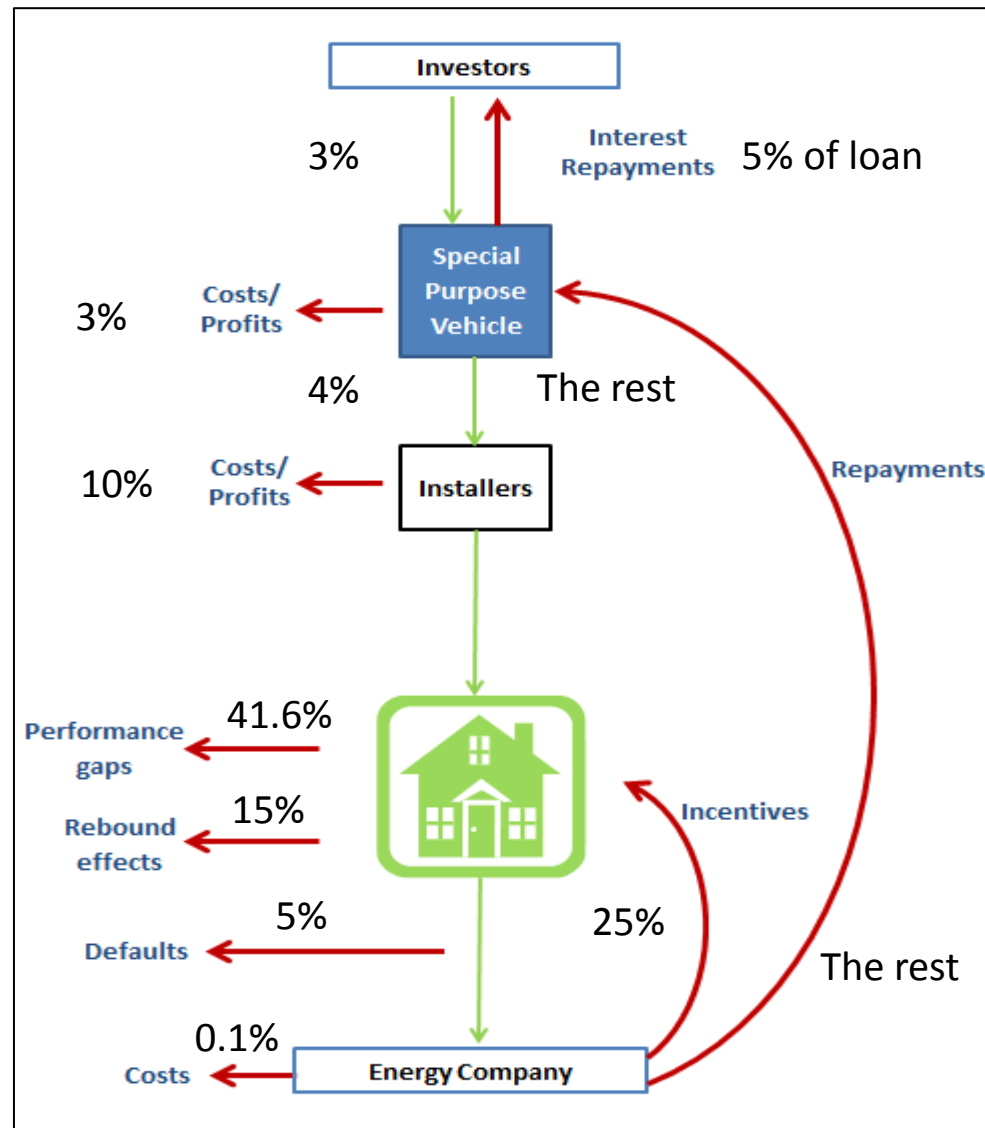 Investors
3%
Interest
Repayments
5% of loan
Special
Purpose
Vehicle
Costs/
Profits
3%
4%
The rest
Costs/
Profits
10%
Installers
Repayments
41.6%
Performance
gaps
15%
Rebound
effects
Incentives
5%
25%
Defaults
The rest
0.1%
Costs
Energy Company